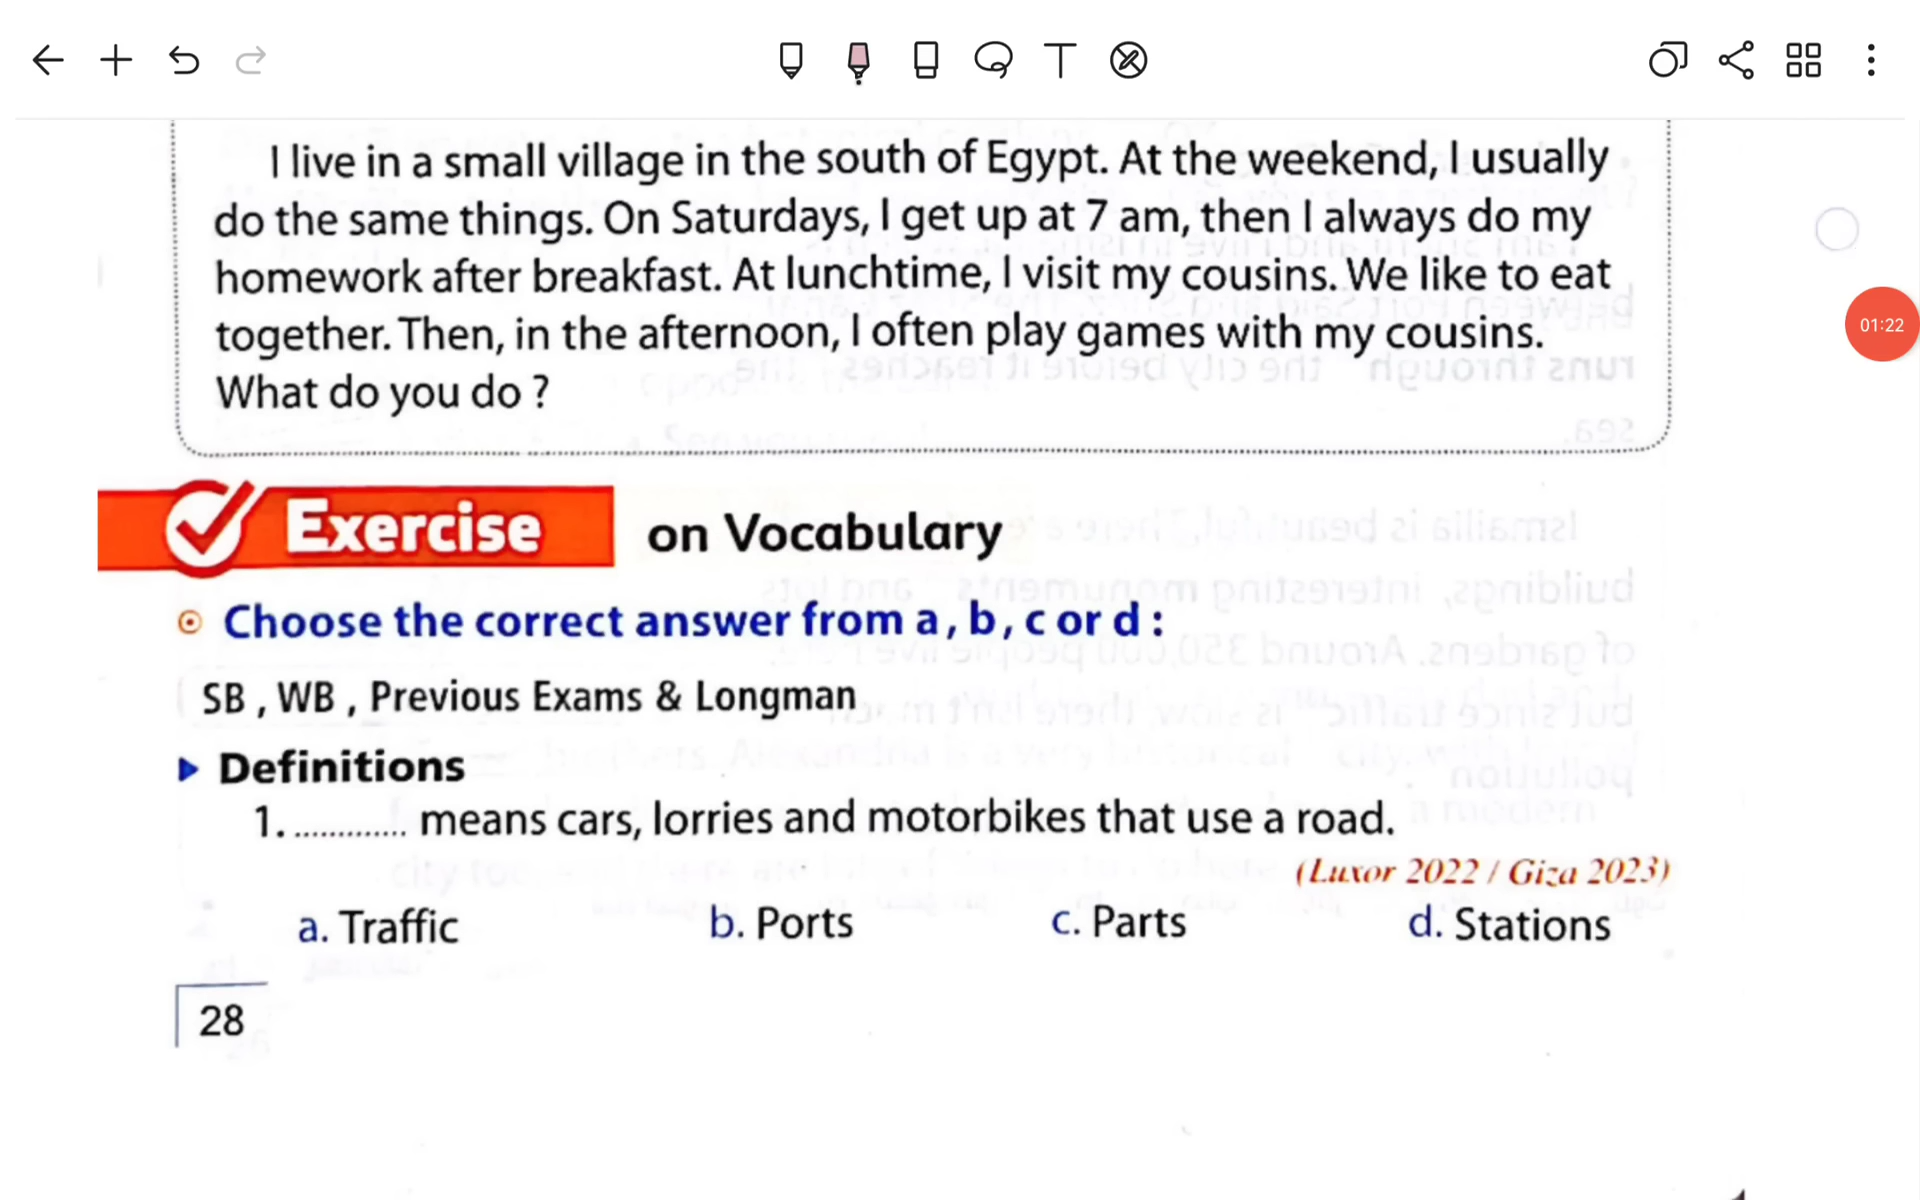 01:22
I live in a small village in the south of Egypt. At the weekend, I usually
do the same things. On Saturdays, I get up at 7 am, then I always do my
homework after breakfast. At lunchtime, I visit my cousins. We like to eat
together. Then, in the afternoon, I often play games with my cousins.
What do you do ?
Exercise on Vocabulary
Choose the correct answer from a , b , c or d :
SB , WB , Previous Exams & Longman
Definitions
1. ............. means cars, lorries and motorbikes that use a road.
(Luxor 2022 / Giza 2023)
a. Traffic b. Ports c. Parts d. Stations
28